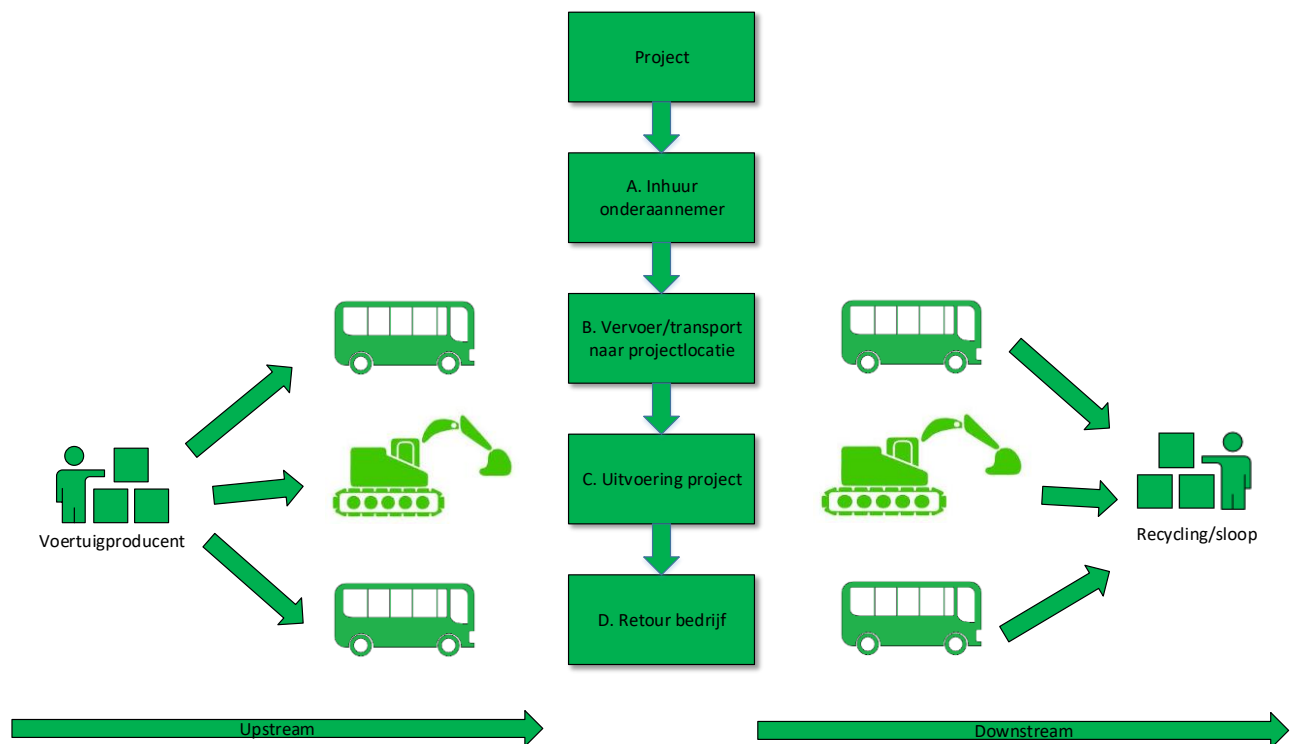 Project
A. Inhuur
onderaannemer
B. Vervoer/transport
naar projectlocatie
C. Uitvoering project
Voertuigproducent
Recycling/sloop
D. Retour bedrijf
Upstream
Downstream